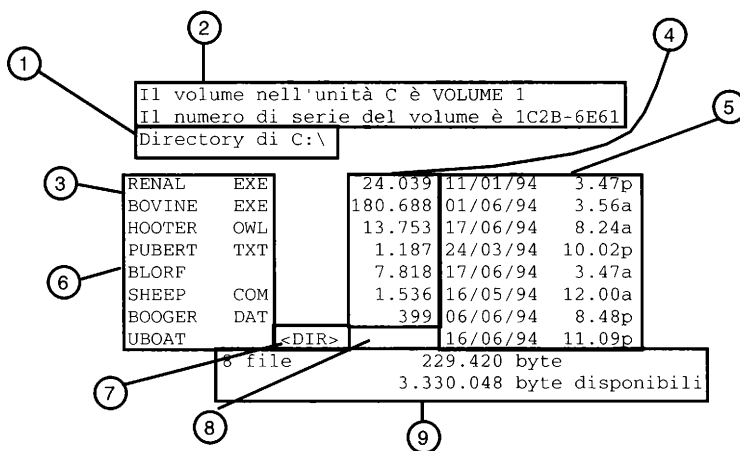 2
4
1
Il volume nell'unità C è VOLUME 1
Il numero di serie del volume è 1C2B-6E61
5
Directory di C:\
3
RENAL EXE 24.039 11/01/94 3.47p
BOVINE EXE 180.688 01/06/94 3.56a
HOOTER OWL 13.753 17/06/94 8.24a
PUBERT TXT 1.187 24/03/94 10.02p
6
BLORF 7.818 17/06/94 3.47a
SHEEP COM 1.536 16/05/94 12.00a
BOOGER DAT 399 06/06/94 8.48p
UBOAT <DIR> 16/06/94 11.09p
8 file 229.420 byte
3.330.048 byte disponibili
7
8
9